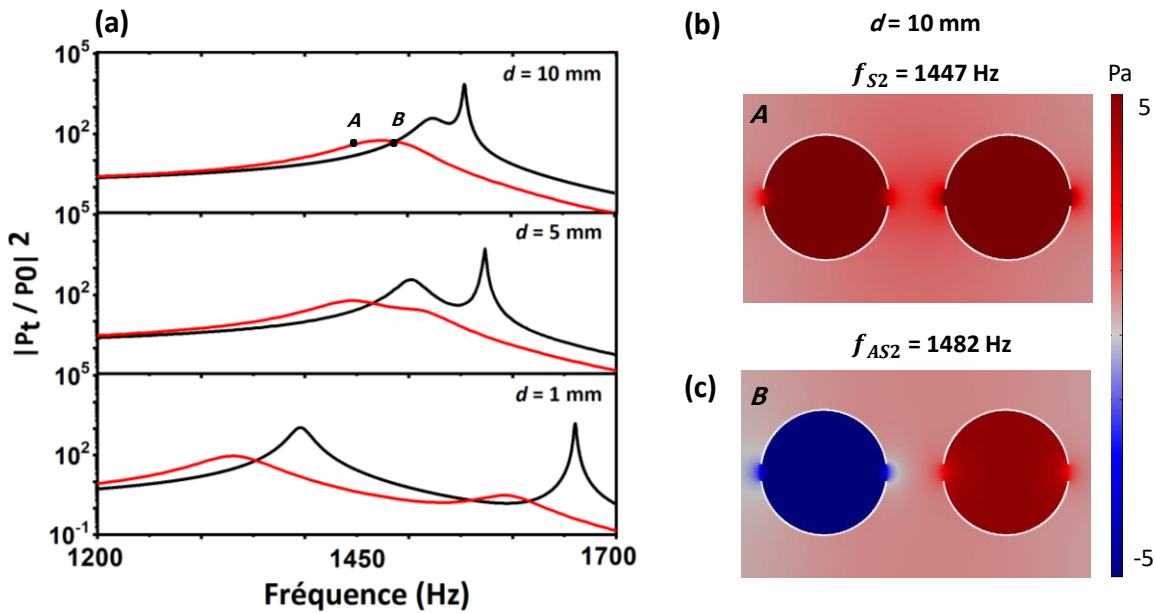 (a)
10^5
d = 10 mm
A
B
10^2
10^5
d = 5 mm
10^2
10^5
d = 1 mm
10^2
10^-1
|Pt / P0| 2
1200
1450
1700
Fréquence (Hz)
(b)
d = 10 mm
f_S2 = 1447 Hz
Pa
A
5
f_AS2 = 1482 Hz
(c)
B
-5